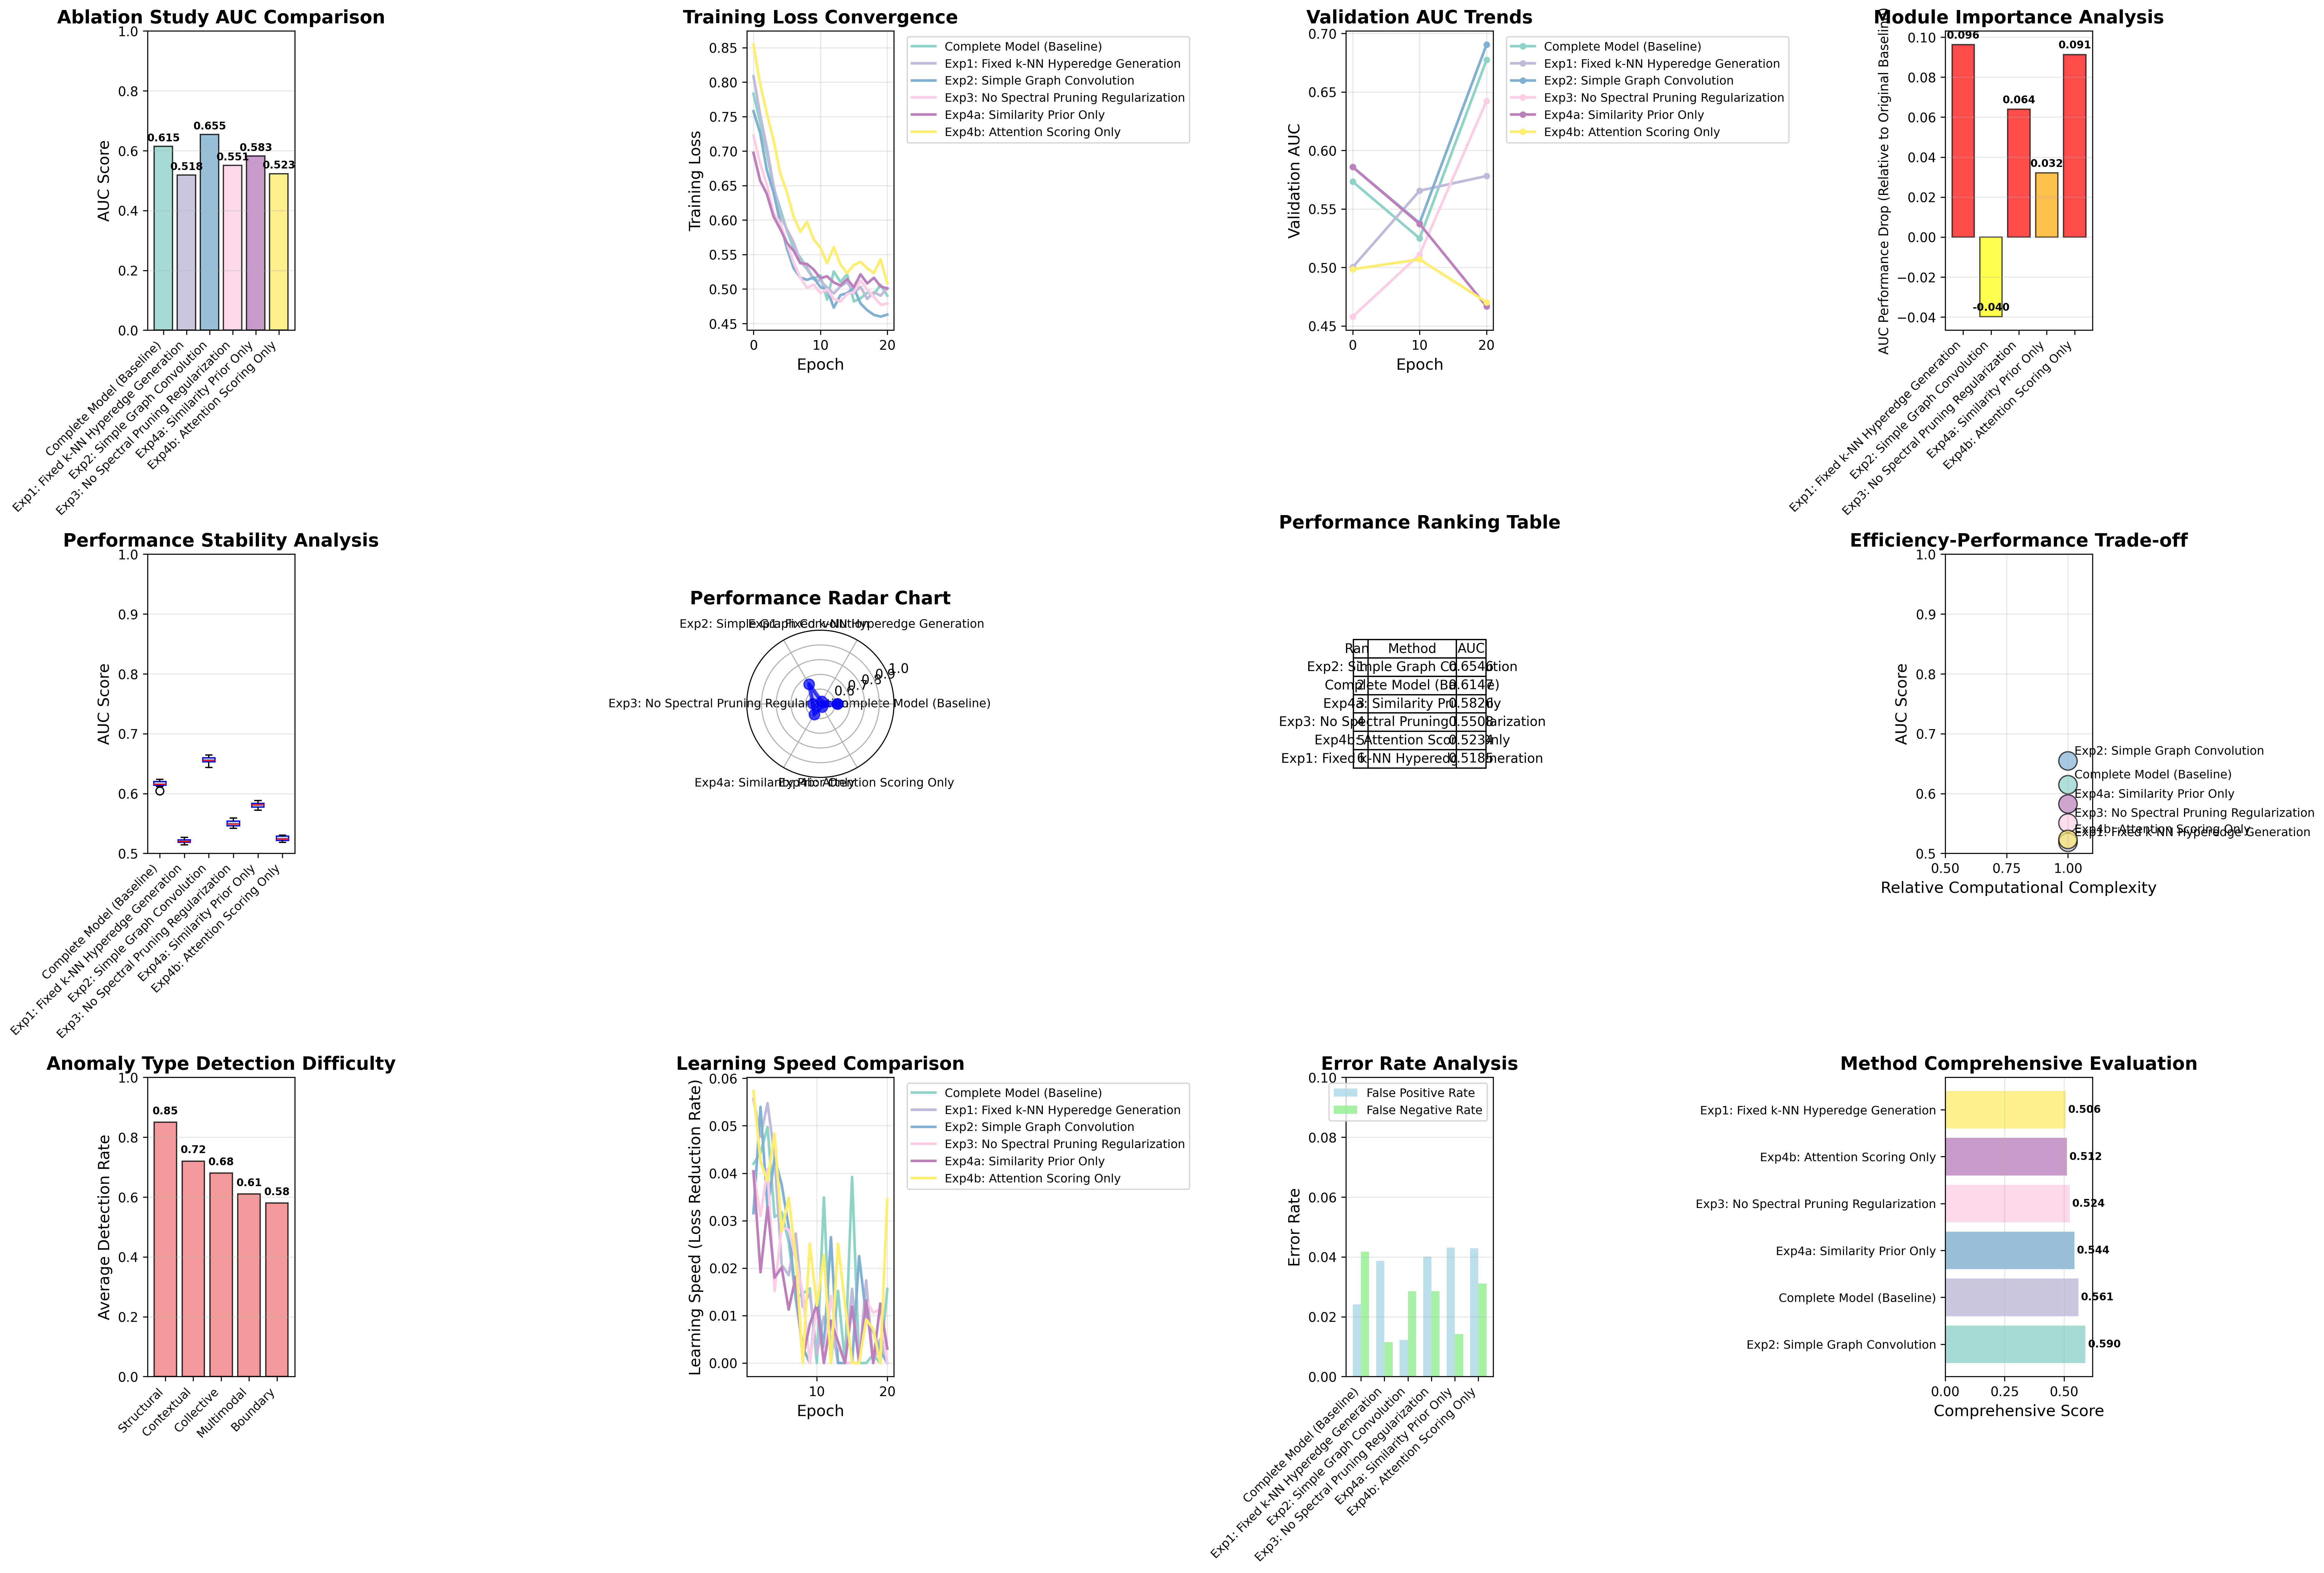 Ablation Study AUC Comparison
AUC Score
1.0
0.8
0.6
0.4
0.2
0.0
0.615
0.518
0.655
0.551
0.583
0.523
Complete Model (Baseline)
Exp1: Fixed k-NN Hyperedge Generation
Exp2: Simple Graph Convolution
Exp3: No Spectral Pruning Regularization
Exp4a: Similarity Prior Only
Exp4b: Attention Scoring Only
Training Loss Convergence
Training Loss
0.85
0.80
0.75
0.70
0.65
0.60
0.55
0.50
0.45
0
10
20
Epoch
Complete Model (Baseline)
Exp1: Fixed k-NN Hyperedge Generation
Exp2: Simple Graph Convolution
Exp3: No Spectral Pruning Regularization
Exp4a: Similarity Prior Only
Exp4b: Attention Scoring Only
Validation AUC Trends
Validation AUC
0.70
0.65
0.60
0.55
0.50
0.45
0
10
20
Epoch
Complete Model (Baseline)
Exp1: Fixed k-NN Hyperedge Generation
Exp2: Simple Graph Convolution
Exp3: No Spectral Pruning Regularization
Exp4a: Similarity Prior Only
Exp4b: Attention Scoring Only
Module Importance Analysis
AUC Performance Drop (Relative to Original Baseline)
0.10
0.08
0.06
0.04
0.02
0.00
−0.02
−0.04
0.096
-0.040
0.064
0.032
0.091
Exp1: Fixed k-NN Hyperedge Generation
Exp2: Simple Graph Convolution
Exp3: No Spectral Pruning Regularization
Exp4a: Similarity Prior Only
Exp4b: Attention Scoring Only
Performance Stability Analysis
AUC Score
1.0
0.9
0.8
0.7
0.6
0.5
Complete Model (Baseline)
Exp1: Fixed k-NN Hyperedge Generation
Exp2: Simple Graph Convolution
Exp3: No Spectral Pruning Regularization
Exp4a: Similarity Prior Only
Exp4b: Attention Scoring Only
Performance Radar Chart
Exp2: Simple Graph Convolution
Exp1: Fixed k-NN Hyperedge Generation
1.0
0.9
0.8
0.7
0.6
Exp3: No Spectral Pruning Regularization
Complete Model (Baseline)
Exp4a: Similarity Prior Only
Exp4b: Attention Scoring Only
Performance Ranking Table
Ran Method AUC
1 Exp2: Simple Graph Convolution 0.6546
2 Complete Model (Baseline) 0.6147
3 Exp4a: Similarity Prior Only 0.5826
4 Exp3: No Spectral Pruning Regularization 0.5508
5 Exp4b: Attention Scoring Only 0.5234
6 Exp1: Fixed k-NN Hyperedge Generation 0.5185
Efficiency-Performance Trade-off
AUC Score
1.0
0.9
0.8
0.7
0.6
0.5
Exp2: Simple Graph Convolution
Complete Model (Baseline)
Exp4a: Similarity Prior Only
Exp3: No Spectral Pruning Regularization
Exp4b: Attention Scoring Only
Exp1: Fixed k-NN Hyperedge Generation
0.50
0.75
1.00
Relative Computational Complexity
Anomaly Type Detection Difficulty
Average Detection Rate
1.0
0.8
0.6
0.4
0.2
0.0
0.85
0.72
0.68
0.61
0.58
Structural
Contextual
Collective
Multimodal
Boundary
Learning Speed Comparison
Learning Speed (Loss Reduction Rate)
0.06
0.05
0.04
0.03
0.02
0.01
0.00
10
20
Epoch
Complete Model (Baseline)
Exp1: Fixed k-NN Hyperedge Generation
Exp2: Simple Graph Convolution
Exp3: No Spectral Pruning Regularization
Exp4a: Similarity Prior Only
Exp4b: Attention Scoring Only
Error Rate Analysis
Error Rate
0.10
0.08
0.06
0.04
0.02
0.00
False Positive Rate
False Negative Rate
Complete Model (Baseline)
Exp1: Fixed k-NN Hyperedge Generation
Exp2: Simple Graph Convolution
Exp3: No Spectral Pruning Regularization
Exp4a: Similarity Prior Only
Exp4b: Attention Scoring Only
Method Comprehensive Evaluation
Exp1: Fixed k-NN Hyperedge Generation
0.506
Exp4b: Attention Scoring Only
0.512
Exp3: No Spectral Pruning Regularization
0.524
Exp4a: Similarity Prior Only
0.544
Complete Model (Baseline)
0.561
Exp2: Simple Graph Convolution
0.590
0.00
0.25
0.50
Comprehensive Score